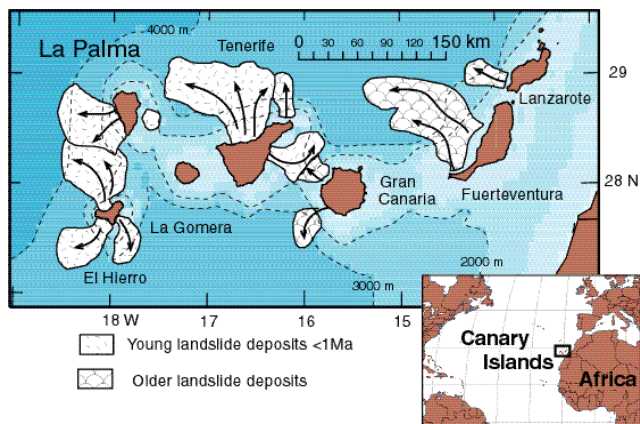 4000 m
La Palma
Tenerife
0 30 60 90 120 150 km
29
Lanzarote
Gran
Canaria
28 N
Fuerteventura
La Gomera
El Hierro
2000 m
3000 m
18 W 17 16 15
Young landslide deposits <1Ma
Older landslide deposits
Canary
Islands
Africa